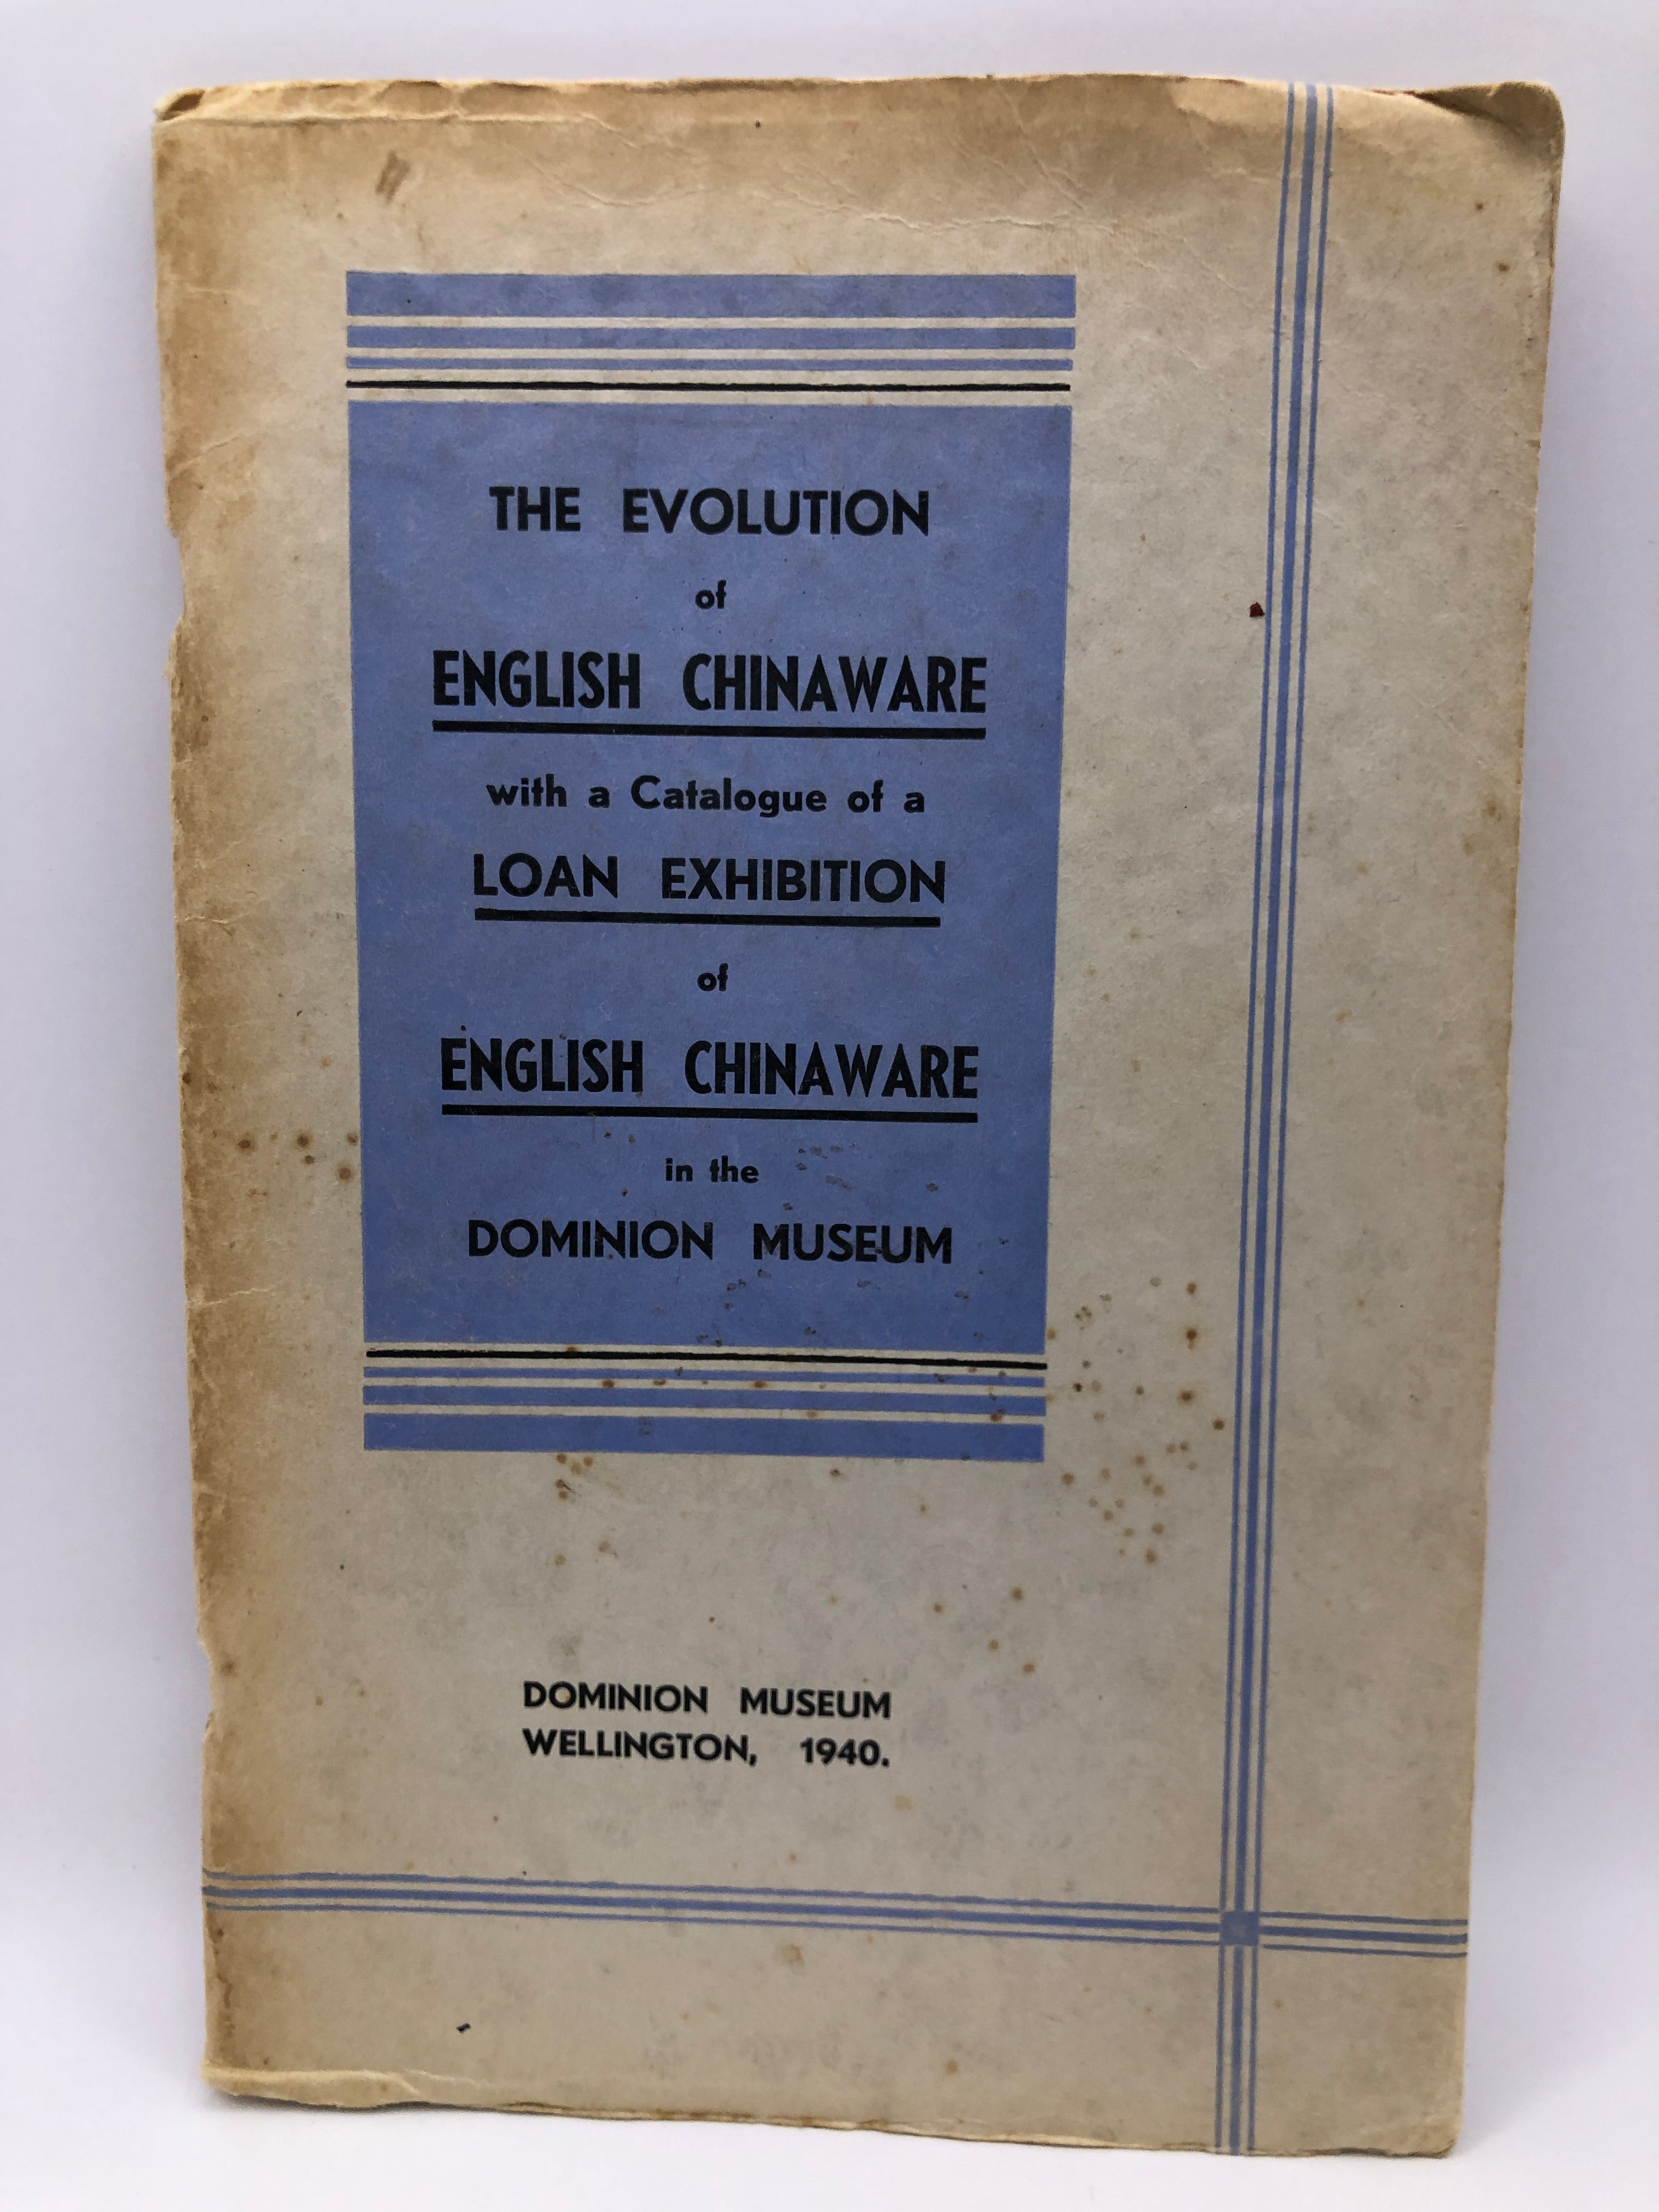 THE EVOLUTION
of
ENGLISH CHINAWARE
with a Catalogue of a
LOAN EXHIBITION
of
ENGLISH CHINAWARE
in the
DOMINION MUSEUM
DOMINION MUSEUM
WELLINGTON, 1940.